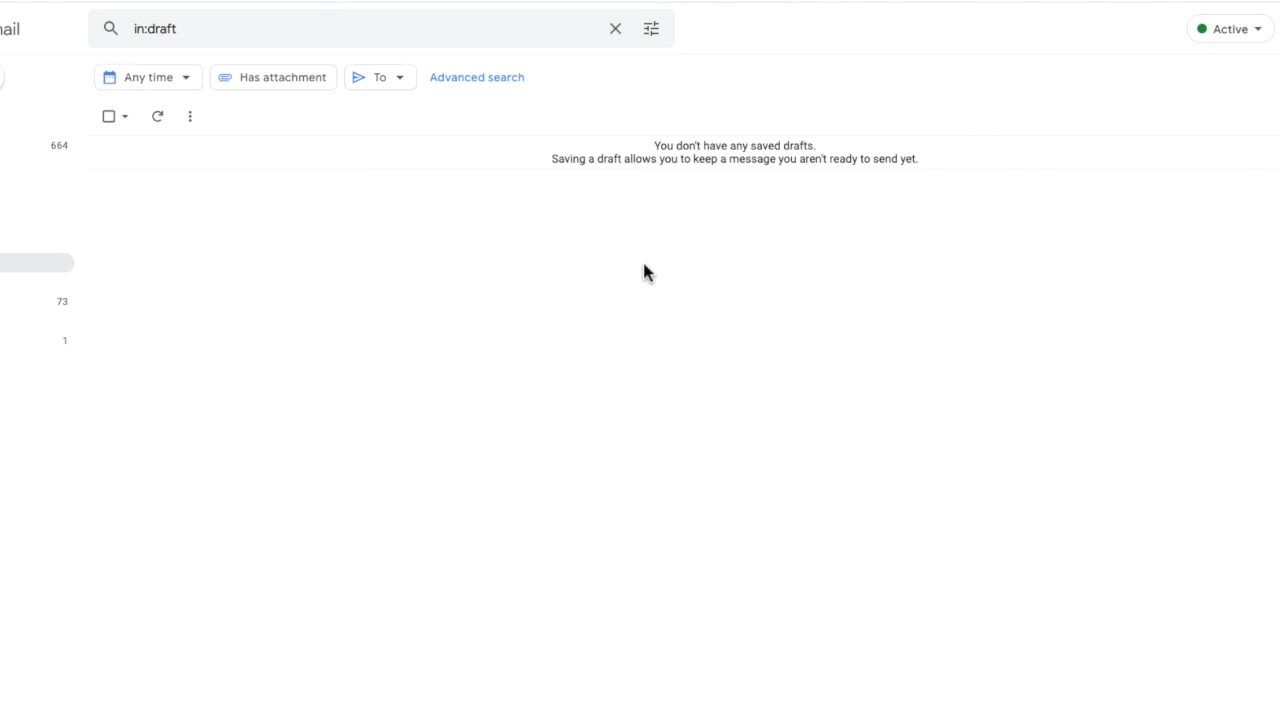 ail
in:draft
Active
Any time
Has attachment
To
Advanced search
664
You don't have any saved drafts.
Saving a draft allows you to keep a message you aren't ready to send yet.
73
1